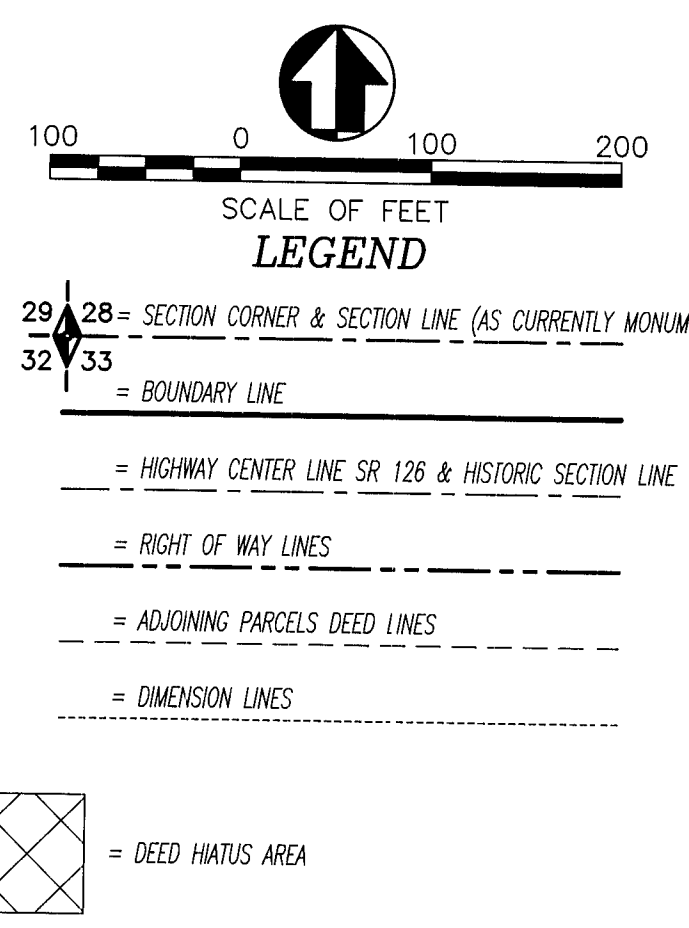 100 0 100 200
SCALE OF FEET
LEGEND
29 28 = SECTION CORNER & SECTION LINE (AS CURRENTLY MONUM
32 33
= BOUNDARY LINE
= HIGHWAY CENTER LINE SR 126 & HISTORIC SECTION LINE
= RIGHT OF WAY LINES
= ADJOINING PARCELS DEED LINES
= DIMENSION LINES
= DEED HIATUS AREA